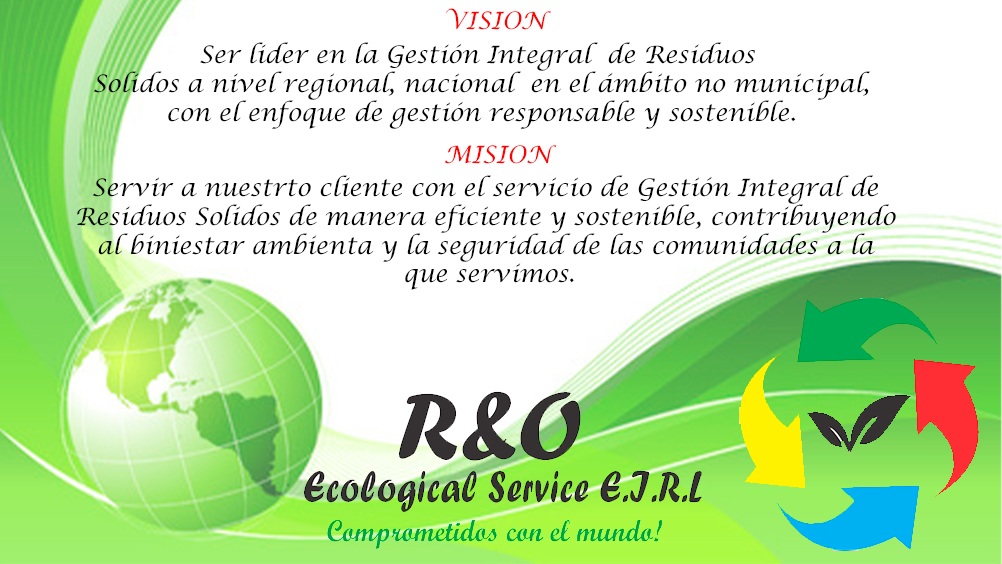 VISION
Ser lider en la Gestión Integral de Residuos
Solidos a nivel regional, nacional en el ámbito no municipal,
con el enfoque de gestión responsable y sostenible.
MISION
Servir a nuestrto cliente con el servicio de Gestión Integral de
Residuos Solidos de manera eficiente y sostenible, contribuyendo
al biniestar ambienta y la seguridad de las comunidades a la
que servimos.
R&O
Ecological Service E.I.R.L
Comprometidos con el mundo!